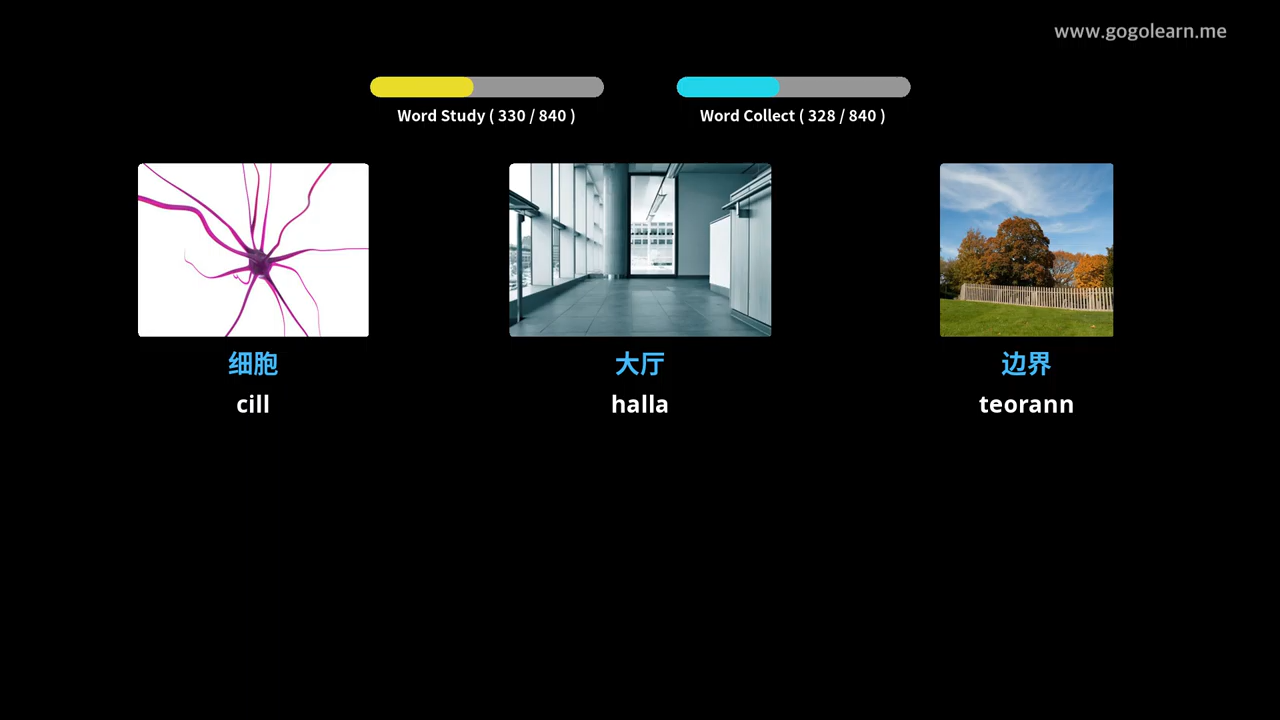 www.gogolearn.me
Word Study ( 330 / 840 )
Word Collect ( 328 / 840 )
细胞
大厅
边界
cill
halla
teorann